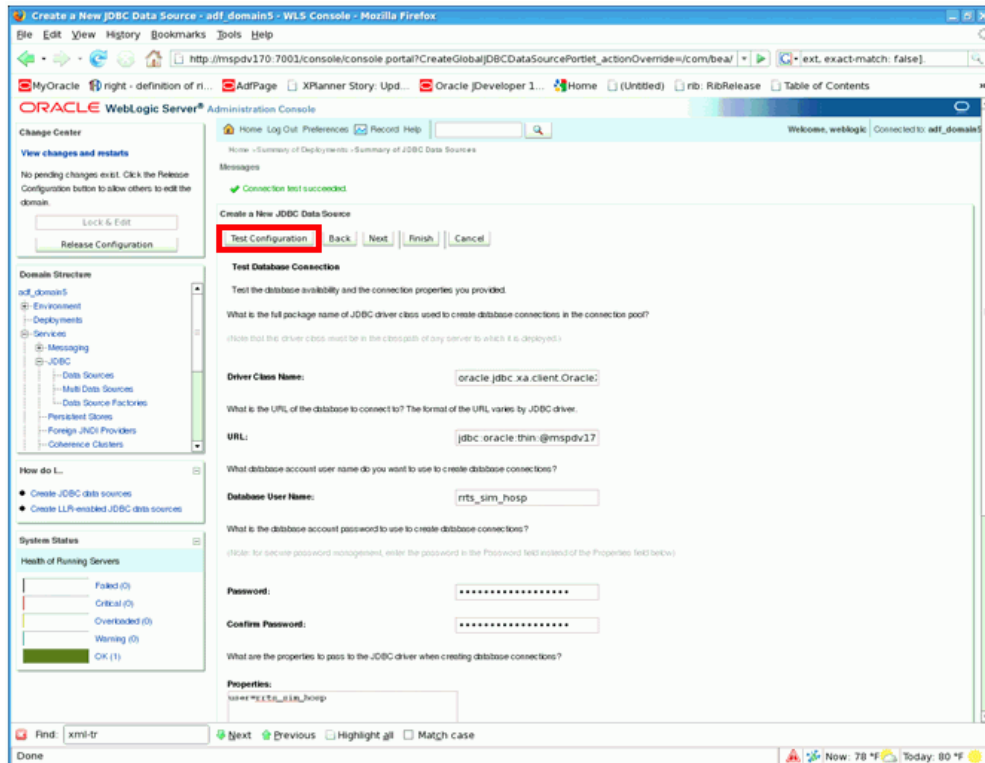 Create a New JDBC Data Source - adf_domain5 - WLS Console - Mozilla Firefox
File Edit View History Bookmarks Tools Help
http://mspdv170:7001/console/console.portal?CreateGlobalJDBCDataSourcePortlet_actionOverride=/com/bea/
ext, exact-match: false].
MyOracle
right - definition of ri...
AdfPage
XPlanner Story: Upd...
Oracle JDeveloper 1...
Home
(Untitled)
rib: RibRelease
Table of Contents
ORACLE WebLogic Server® Administration Console
Change Center
View changes and restarts
No pending changes exist. Click the Release
Configuration button to allow others to edit the
domain.
Lock & Edit
Release Configuration
Domain Structure
adf_domain5
Environment
Deployments
Services
Messaging
JDBC
Data Sources
Multi Data Sources
Data Source Factories
Persistent Stores
Foreign JNDI Providers
Coherence Clusters
How do I...
Create JDBC data sources
Create LLR-enabled JDBC data sources
System Status
Health of Running Servers
Failed (0)
Critical (0)
Overloaded (0)
Warning (0)
OK (1)
Home Log Out Preferences Record Help
Welcome, weblogic Connected to: adf_domain5
Home >Summary of Deployments >Summary of JDBC Data Sources
Messages
Connection test succeeded.
Create a New JDBC Data Source
Test Configuration Back Next Finish Cancel
Test Database Connection
Test the database availability and the connection properties you provided.
What is the full package name of JDBC driver class used to create database connections in the connection pool?
(Note that this driver class must be in the classpath of any server to which it is deployed.)
Driver Class Name: oracle.jdbc.xa.client.Oracle
What is the URL of the database to connect to? The format of the URL varies by JDBC driver.
URL: jdbc:oracle:thin:@mspdv17
What database account user name do you want to use to create database connections?
Database User Name: rrts_sim_hosp
What is the database account password to use to create database connections?
(Note: for secure password management, enter the password in the Password field instead of the Properties field below)
Password: ••••••••••••••••••
Confirm Password: ••••••••••••••••••
What are the properties to pass to the JDBC driver when creating database connections?
Properties:
user=rrts_sim_hosp
Find: xml-tr Next Previous Highlight all Match case
Done
Now: 78 °F Today: 80 °F